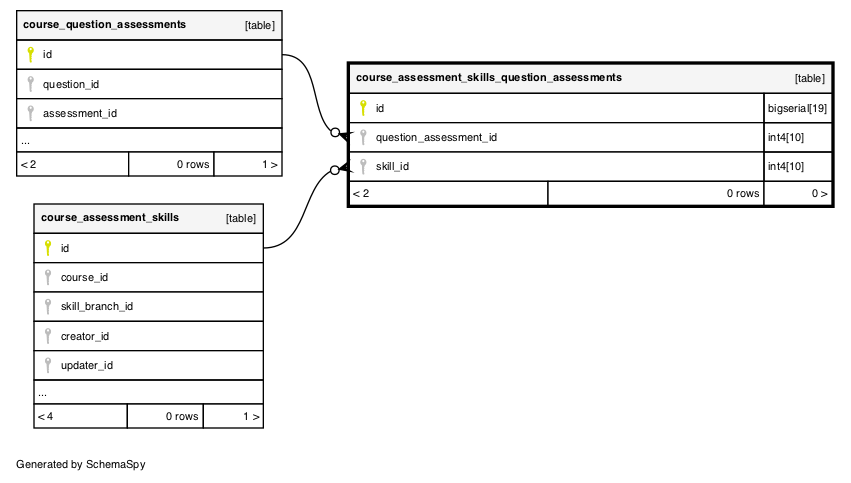 course_question_assessments [table]
id
question_id
assessment_id
...
< 2 0 rows 1 >
course_assessment_skills_question_assessments [table]
id bigserial[19]
question_assessment_id int4[10]
skill_id int4[10]
< 2 0 rows 0 >
course_assessment_skills [table]
id
course_id
skill_branch_id
creator_id
updater_id
...
< 4 0 rows 1 >
Generated by SchemaSpy